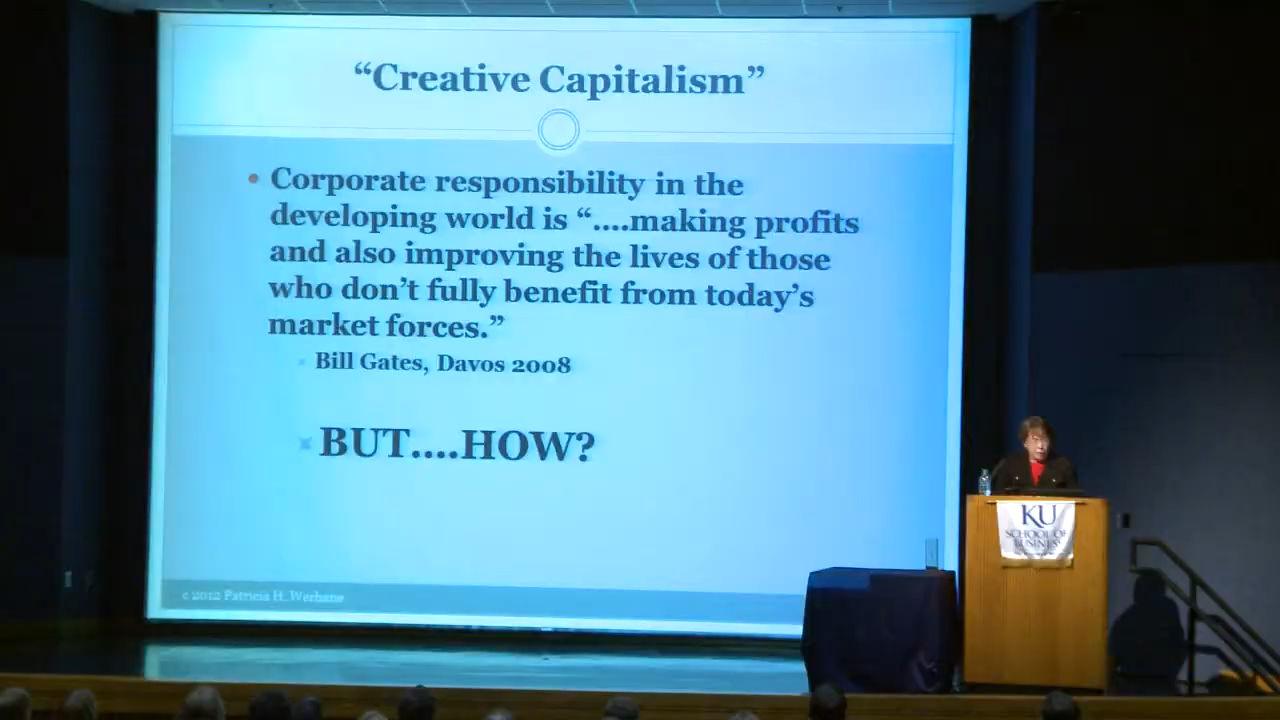 “Creative Capitalism”
Corporate responsibility in the
developing world is “....making profits
and also improving the lives of those
who don’t fully benefit from today’s
market forces.”
Bill Gates, Davos 2008
BUT....HOW?
c 2012 Patricia H. Werhane
KU
SCHOOL OF
BUSINESS